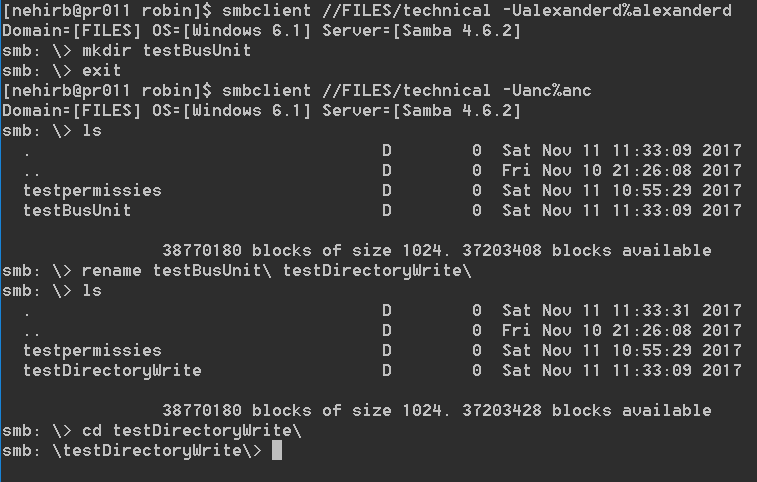 [nehirb@pr011 robin]$ smbclient //FILES/technical -Ualexanderd%alexanderd
Domain=[FILES] OS=[Windows 6.1] Server=[Samba 4.6.2]
smb: \> mkdir testBusUnit
smb: \> exit
[nehirb@pr011 robin]$ smbclient //FILES/technical -Uanc%anc
Domain=[FILES] OS=[Windows 6.1] Server=[Samba 4.6.2]
smb: \> ls
  .                                   D        0  Sat Nov 11 11:33:09 2017
  ..                                  D        0  Fri Nov 10 21:26:08 2017
  testpermissies                      D        0  Sat Nov 11 10:55:29 2017
  testBusUnit                         D        0  Sat Nov 11 11:33:09 2017
                38770180 blocks of size 1024. 37203408 blocks available
smb: \> rename testBusUnit\ testDirectoryWrite\
smb: \> ls
  .                                   D        0  Sat Nov 11 11:33:31 2017
  ..                                  D        0  Fri Nov 10 21:26:08 2017
  testpermissies                      D        0  Sat Nov 11 10:55:29 2017
  testDirectoryWrite                  D        0  Sat Nov 11 11:33:09 2017
                38770180 blocks of size 1024. 37203428 blocks available
smb: \> cd testDirectoryWrite\
smb: \testDirectoryWrite\>